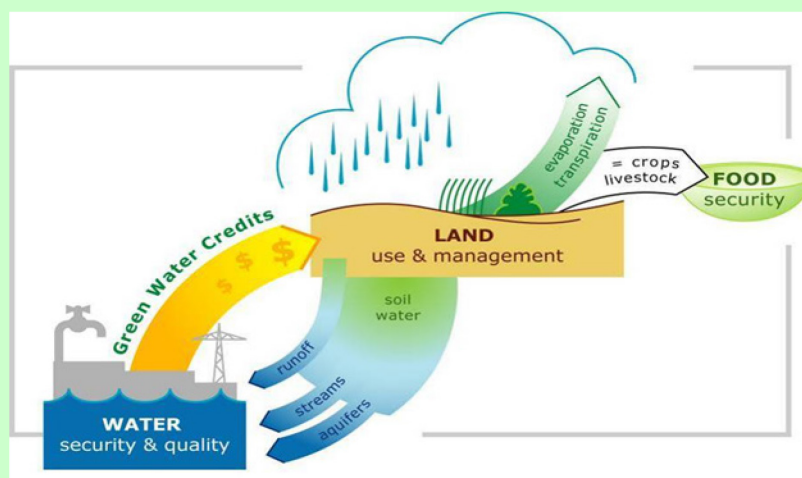 evaporation
transpiration
= crops
livestock
FOOD
security
LAND
use & management
Green Water Credits
$ $ $
soil
water
runoff
streams
aquifers
WATER
security & quality